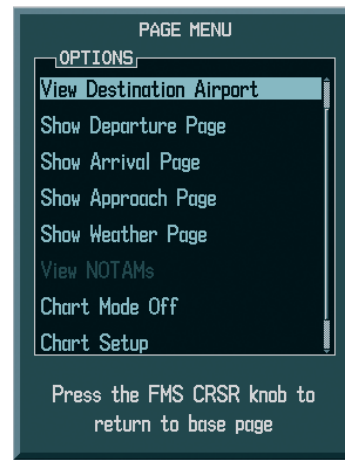 PAGE MENU
OPTIONS
View Destination Airport
Show Departure Page
Show Arrival Page
Show Approach Page
Show Weather Page
View NOTAMs
Chart Mode Off
Chart Setup
Press the FMS CRSR knob to
return to base page